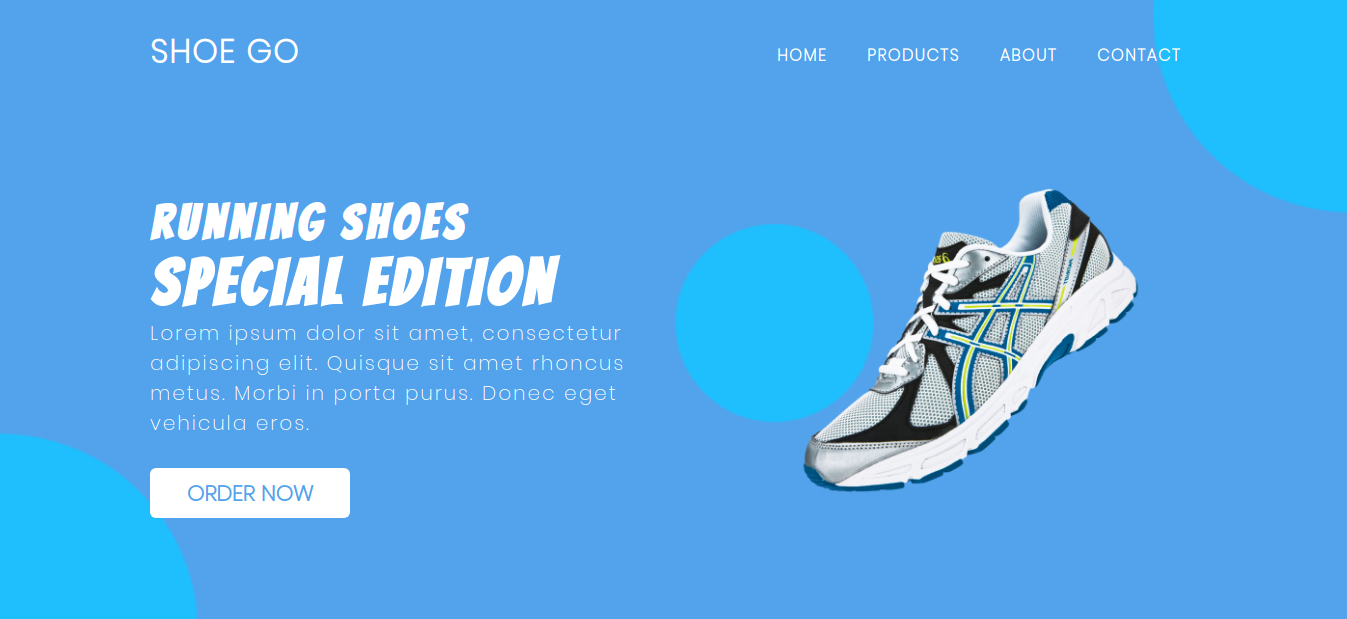 SHOE GO
HOME PRODUCTS ABOUT CONTACT
RUNNING SHOES
SPECIAL EDITION
Lorem ipsum dolor sit amet, consectetur
adipiscing elit. Quisque sit amet rhoncus
metus. Morbi in porta purus. Donec eget
vehicula eros.
ORDER NOW